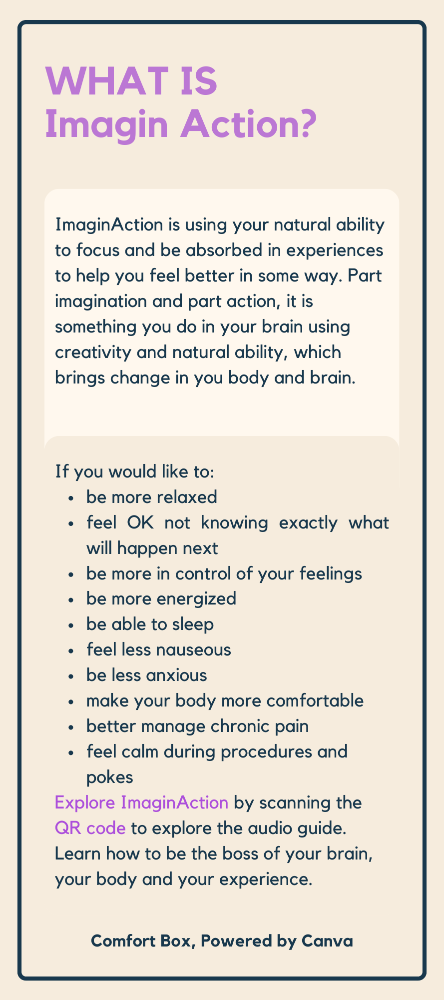 WHAT IS
Imagin Action?
ImaginAction is using your natural ability
to focus and be absorbed in experiences
to help you feel better in some way. Part
imagination and part action, it is
something you do in your brain using
creativity and natural ability, which
brings change in you body and brain.
If you would like to:
• be more relaxed
• feel OK not knowing exactly what
will happen next
• be more in control of your feelings
• be more energized
• be able to sleep
• feel less nauseous
• be less anxious
• make your body more comfortable
• better manage chronic pain
• feel calm during procedures and
pokes
Explore ImaginAction by scanning the
QR code to explore the audio guide.
Learn how to be the boss of your brain,
your body and your experience.
Comfort Box, Powered by Canva